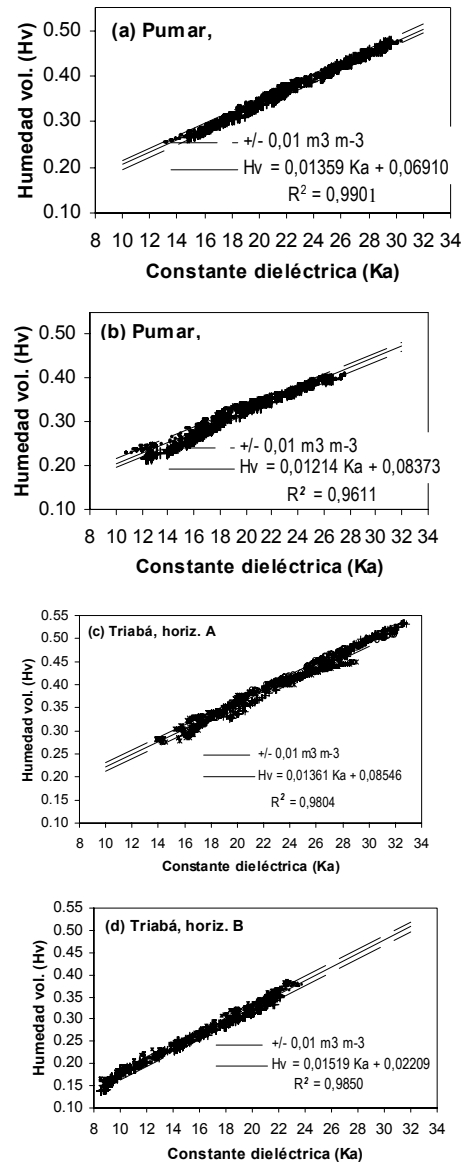 (a) Pumar,
Humedad vol. (Hv)
0.50
0.40
0.30
0.20
0.10
+/- 0,01 m3 m-3
Hv = 0,01359 Ka + 0,06910
R² = 0,9901
8 10 12 14 16 18 20 22 24 26 28 30 32 34
Constante dieléctrica (Ka)
(b) Pumar,
Humedad vol. (Hv)
0.50
0.40
0.30
0.20
0.10
+/- 0,01 m3 m-3
Hv = 0,01214 Ka + 0,08373
R² = 0,9611
8 10 12 14 16 18 20 22 24 26 28 30 32 34
Constante dieléctrica (Ka)
(c) Triabá, horiz. A
Humedad vol. (Hv)
0.55
0.50
0.45
0.40
0.35
0.30
0.25
0.20
0.15
0.10
+/- 0,01 m3 m-3
Hv = 0,01361 Ka + 0,08546
R² = 0,9804
8 10 12 14 16 18 20 22 24 26 28 30 32 34
Constante dieléctrica (Ka)
(d) Triabá, horiz. B
Humedad vol. (Hv)
0.55
0.50
0.45
0.40
0.35
0.30
0.25
0.20
0.15
0.10
+/- 0,01 m3 m-3
Hv = 0,01519 Ka + 0,02209
R² = 0,9850
8 10 12 14 16 18 20 22 24 26 28 30 32 34
Constante dieléctrica (Ka)